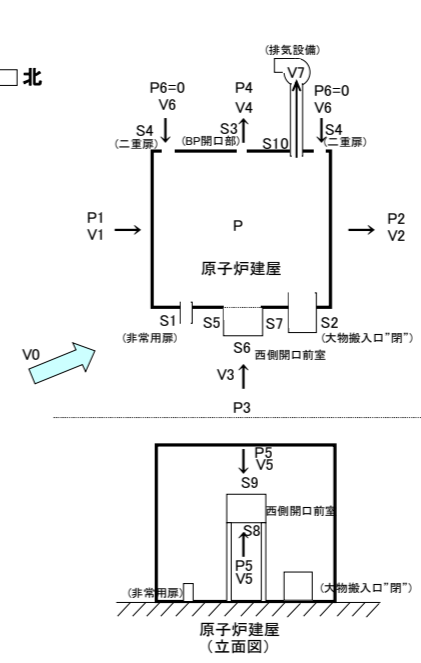 北
(排気設備)
V7
P6=0
V6
P4
V4
P6=0
V6
S4
(二重扉)
S3
(BP開口部)
S10
S4
(二重扉)
P1
V1
P
P2
V2
原子炉建屋
S1
(非常用扉)
S5
S7
S2
(大物搬入口"閉")
S6
西側開口前室
V0
V3
P3
P5
V5
S9
西側開口前室
S8
P5
V5
(非常用扉)
(大物搬入口"閉")
原子炉建屋
(立面図)